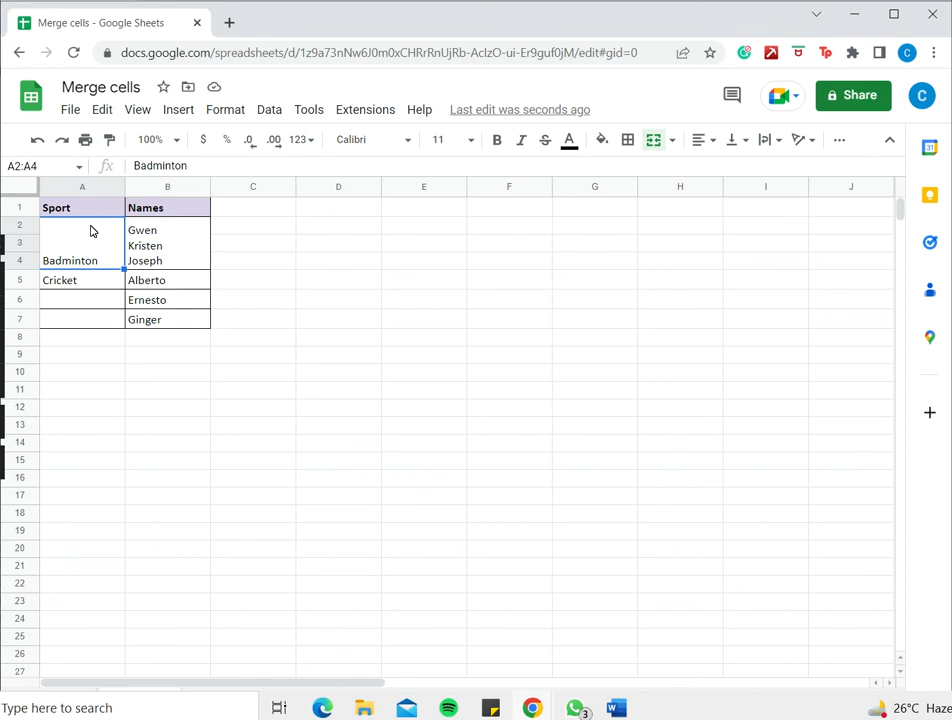 Merge cells - Google Sheets
docs.google.com/spreadsheets/d/1z9a73nNw6J0m0xCHRrRnUjRb-AclzO-ui-Er9guf0jM/edit#gid=0
Merge cells
File Edit View Insert Format Data Tools Extensions Help Last edit was seconds ago
Share
C
100% $ % .0 .00 123 Calibri 11 B I S A
A2:A4 fx Badminton
A B C D E F G H I J
1 Sport Names
2 Gwen
3 Kristen
4 Badminton Joseph
5 Cricket Alberto
6 Ernesto
7 Ginger
8
9
10
11
12
13
14
15
16
17
18
19
20
21
22
23
24
25
26
27
31
Type here to search
3
26°C Haze